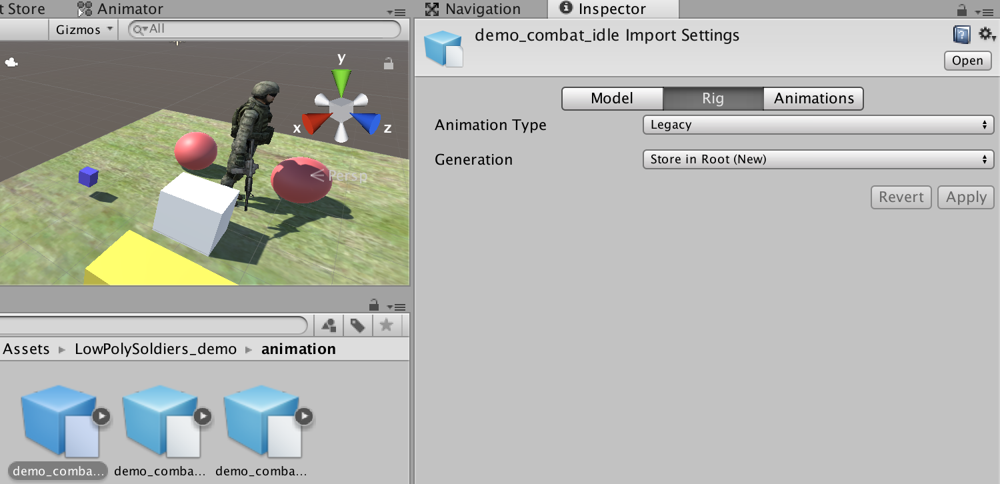 t Store
Animator
Gizmos
All
y
x
z
Persp
Assets LowPolySoldiers_demo animation
demo_comba...
demo_comba...
demo_comba...
Navigation
Inspector
demo_combat_idle Import Settings
Open
Model
Rig
Animations
Animation Type
Legacy
Generation
Store in Root (New)
Revert
Apply